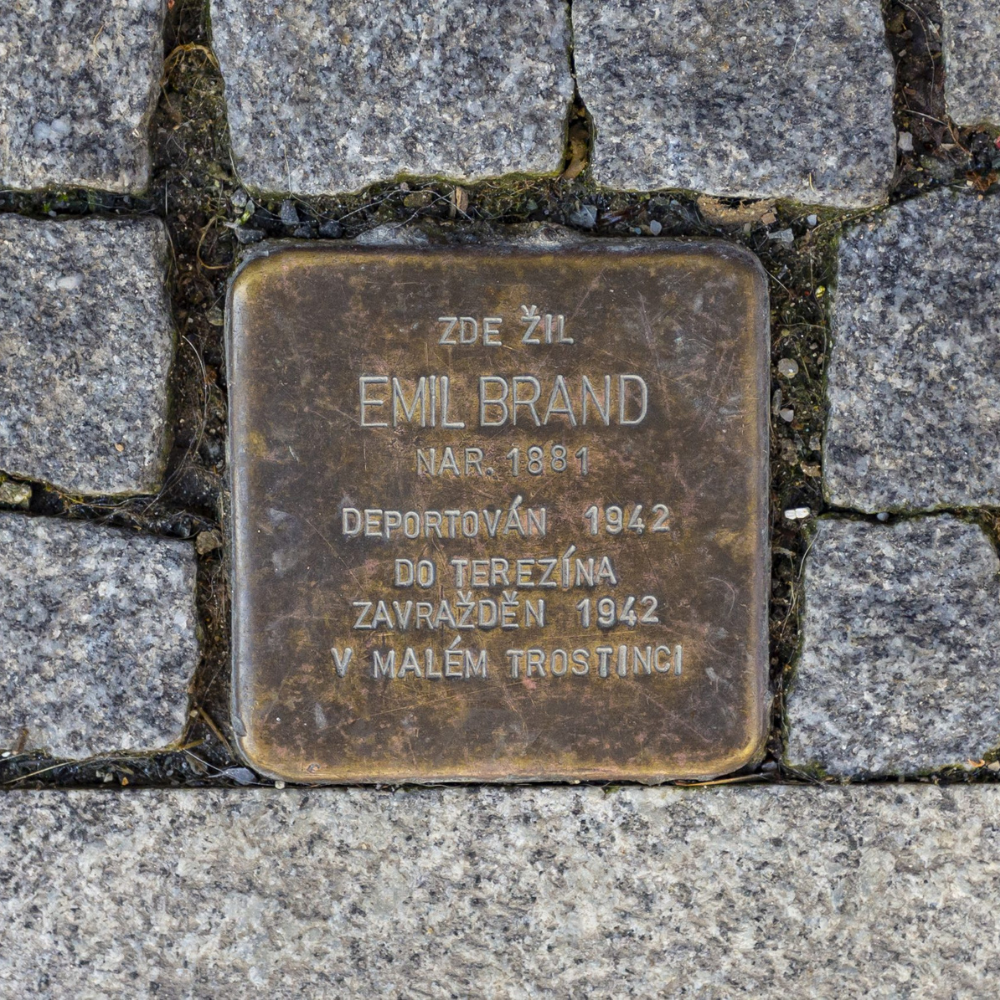 ZDE ŽIL
EMIL BRAND
NAR. 1881
DEPORTOVÁN 1942
DO TEREZÍNA
ZAVRAŽDĚN 1942
V MALÉM TROSTINCI